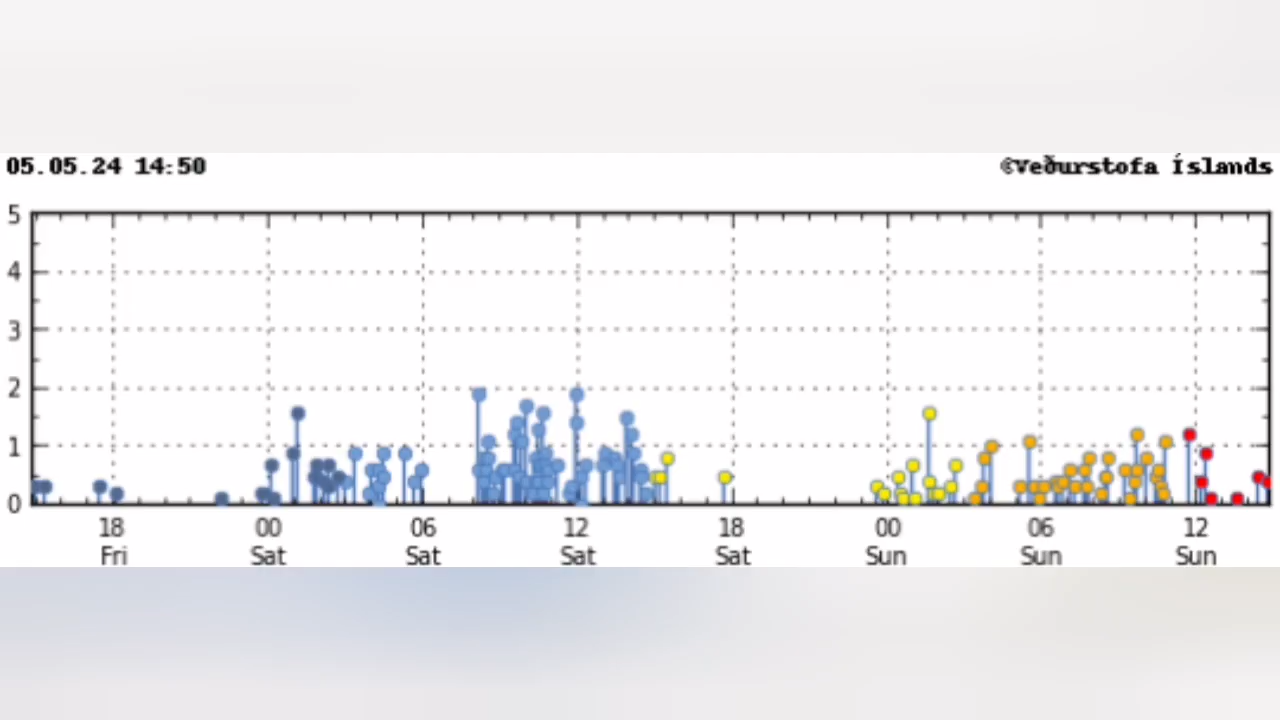 05.05.24 14:50
©Veðurstofa Íslands
5
4
3
2
1
0
18 00 06 12 18 00 06 12
Fri Sat Sat Sat Sat Sun Sun Sun